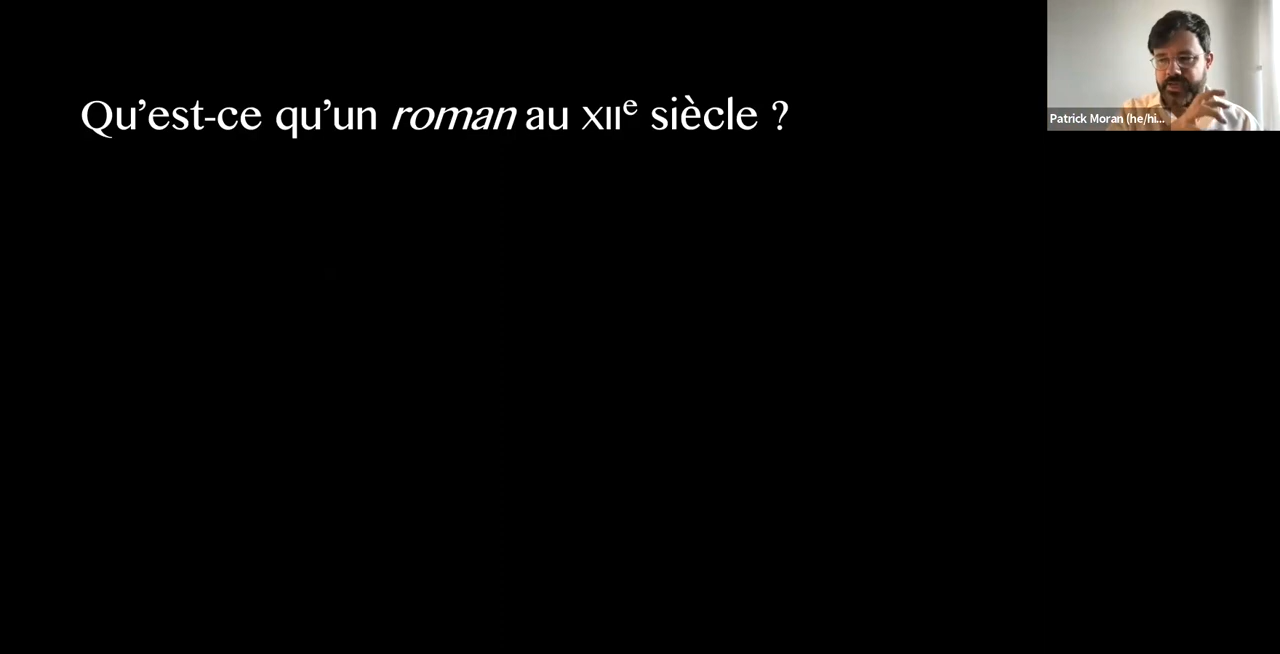 Qu’est-ce qu’un roman au XIIe siècle ?
Patrick Moran (he/hi...